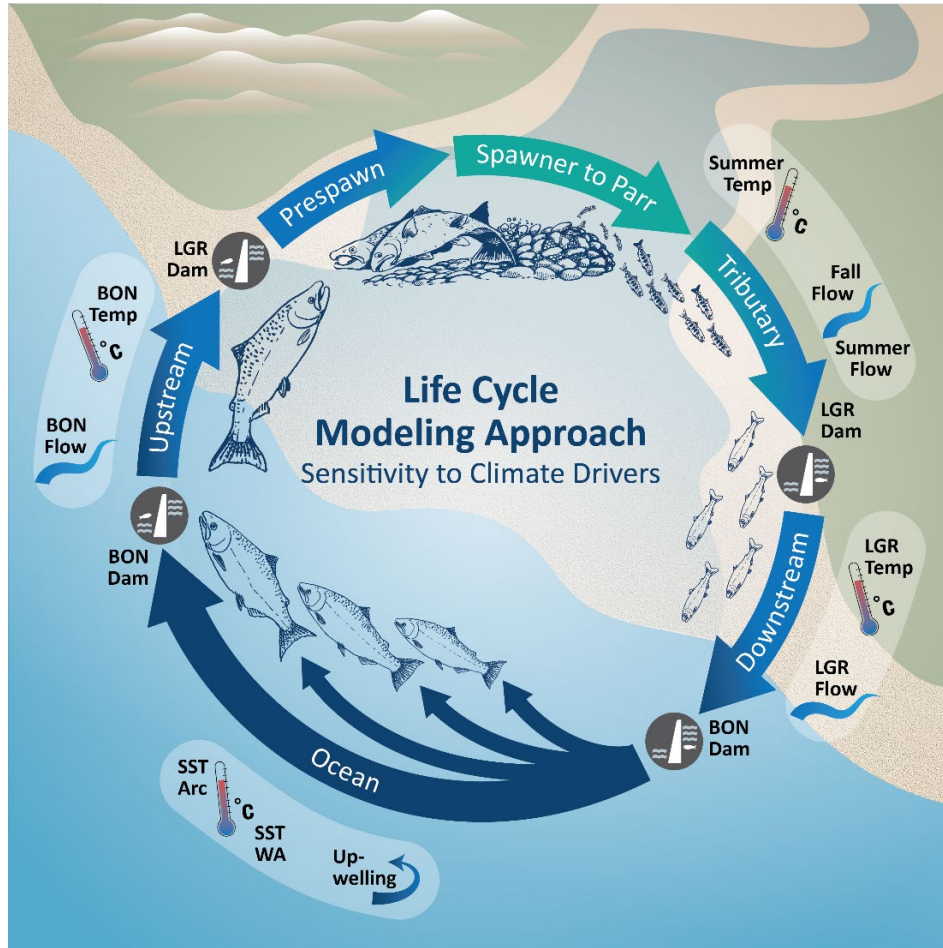 Prespawn
Spawner to Parr
Summer
Temp
°C
LGR
Dam
Tributary
Fall
Flow
Summer
Flow
BON
Temp
°C
Upstream
BON
Flow
Life Cycle
Modeling Approach
Sensitivity to Climate Drivers
LGR
Dam
BON
Dam
Downstream
LGR
Temp
°C
LGR
Flow
BON
Dam
Ocean
SST
Arc
°C
SST
WA
Up-
welling